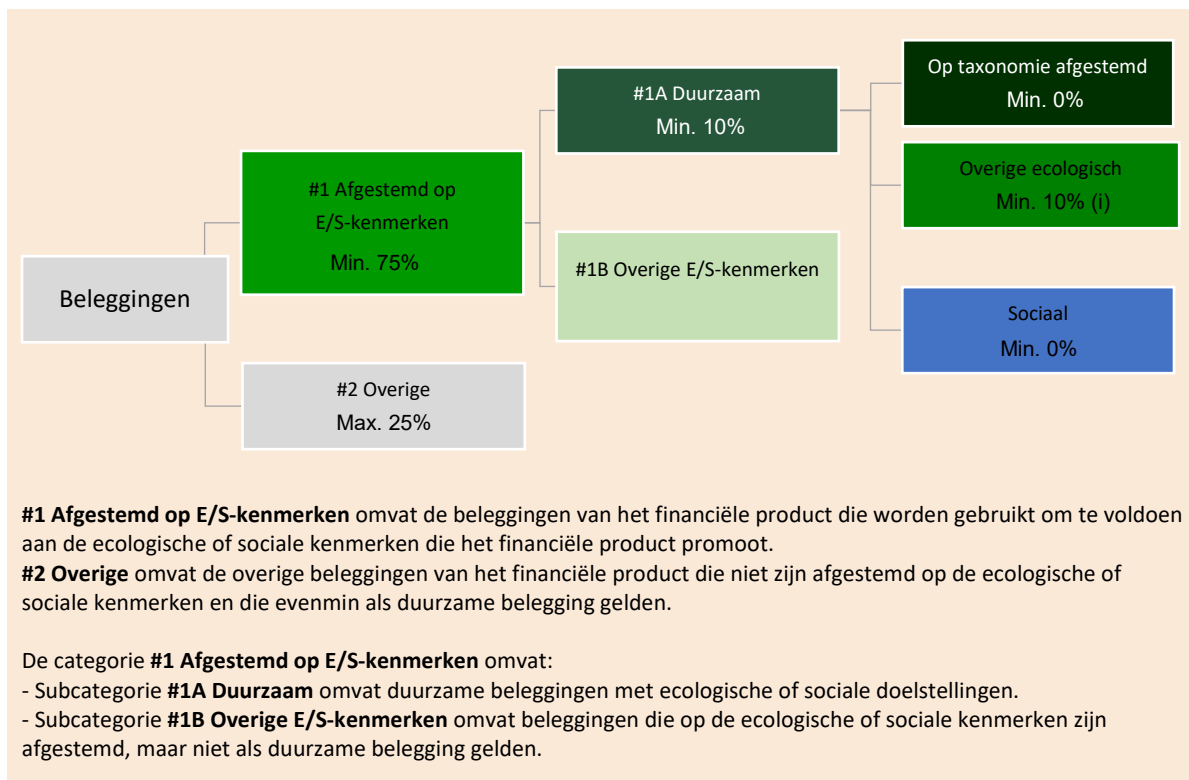 Beleggingen
#1 Afgestemd op
E/S-kenmerken
Min. 75%
#2 Overige
Max. 25%
#1A Duurzaam
Min. 10%
#1B Overige E/S-kenmerken
Op taxonomie afgestemd
Min. 0%
Overige ecologisch
Min. 10% (i)
Sociaal
Min. 0%
#1 Afgestemd op E/S-kenmerken omvat de beleggingen van het financiële product die worden gebruikt om te voldoen
aan de ecologische of sociale kenmerken die het financiële product promoot.
#2 Overige omvat de overige beleggingen van het financiële product die niet zijn afgestemd op de ecologische of
sociale kenmerken en die evenmin als duurzame belegging gelden.
De categorie #1 Afgestemd op E/S-kenmerken omvat:
- Subcategorie #1A Duurzaam omvat duurzame beleggingen met ecologische of sociale doelstellingen.
- Subcategorie #1B Overige E/S-kenmerken omvat beleggingen die op de ecologische of sociale kenmerken zijn
afgestemd, maar niet als duurzame belegging gelden.